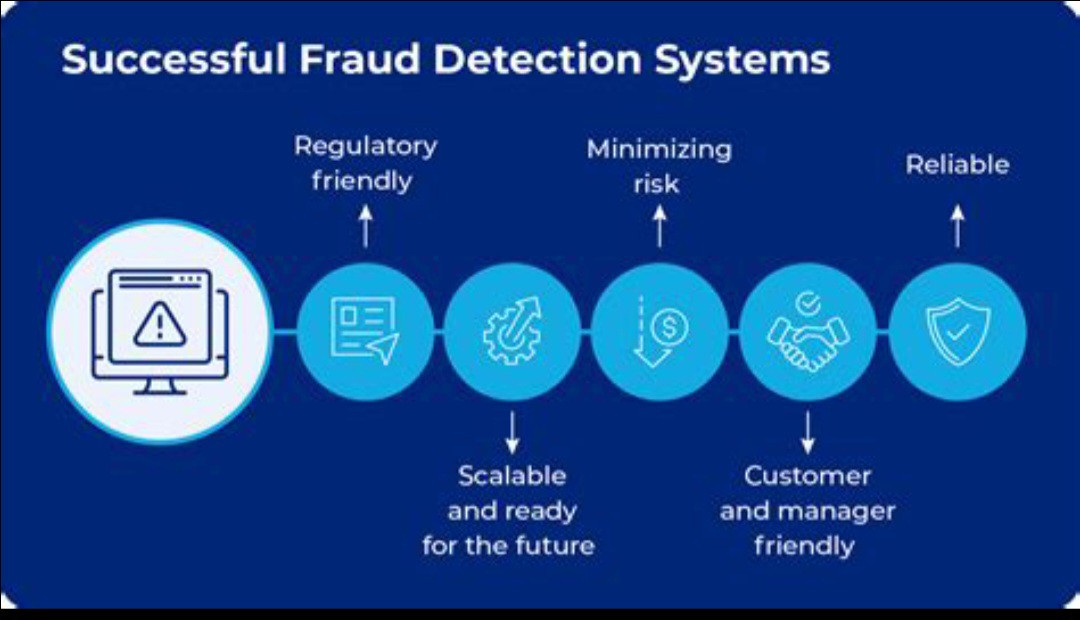 Successful Fraud Detection Systems
Regulatory
friendly
Scalable
and ready
for the future
Minimizing
risk
Customer
and manager
friendly
Reliable